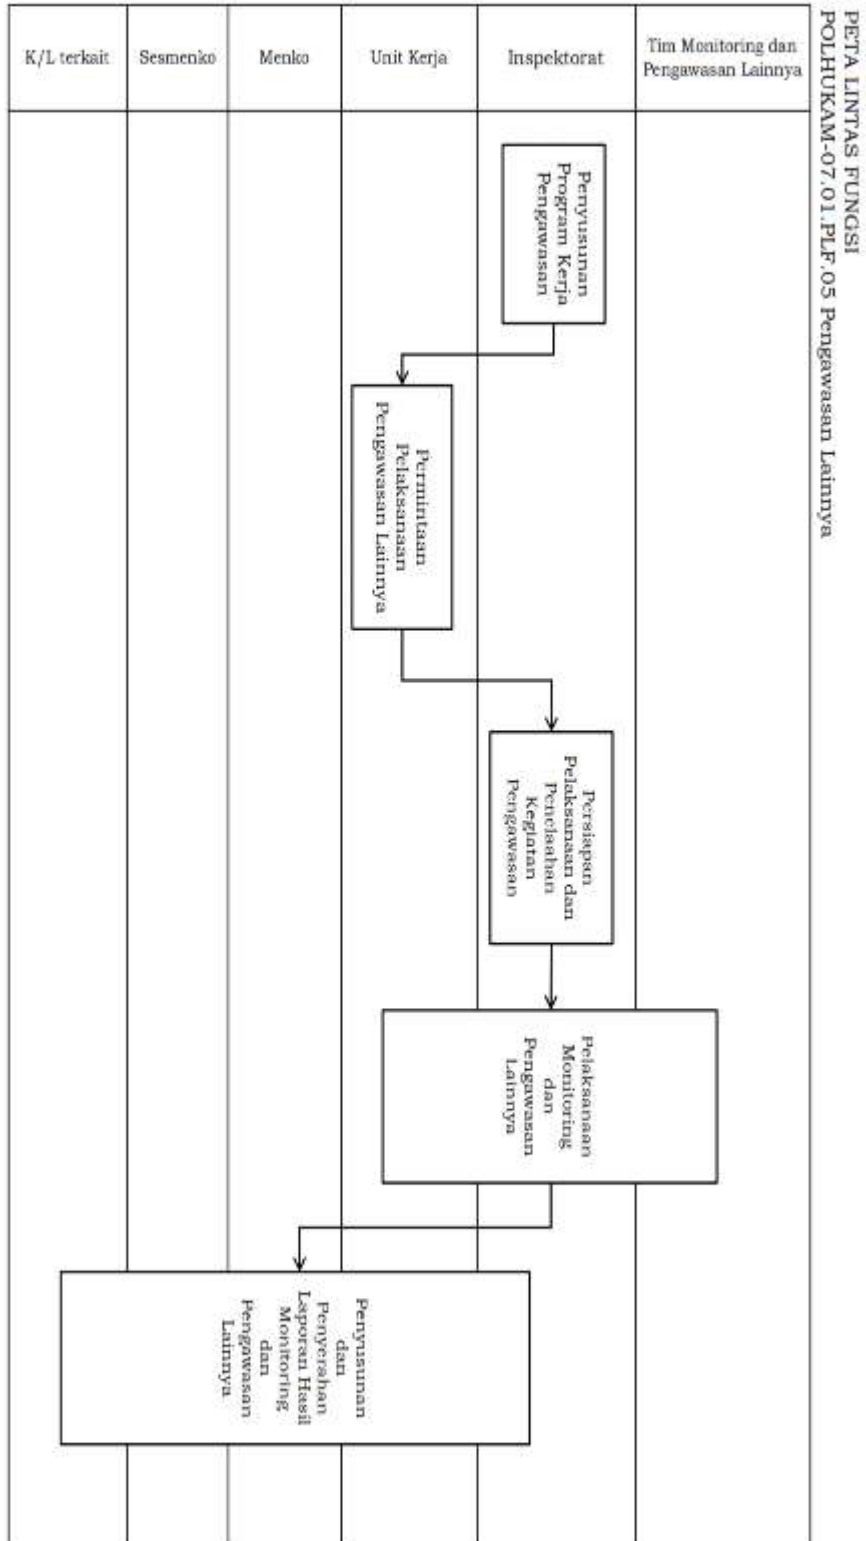 PETA LINTAS FUNGSI
POLHUKAM-07.01.PLF.05 Pengawasan Lainnya
K/L terkait
Sesmenko
Menko
Unit Kerja
Inspektorat
Tim Monitoring dan
Pengawasan Lainnya
Penyusunan
Program Kerja
Pengawasan
Permintaan
Pelaksanaan
Pengawasan Lainnya
Persiapan
Pelaksanaan dan
Penelaahan
Kegiatan
Pengawasan
Pelaksanaan
Monitoring
dan
Pengawasan
Lainnya
Penyusunan
dan
Penyerahan
Laporan Hasil
Monitoring
dan
Pengawasan
Lainnya